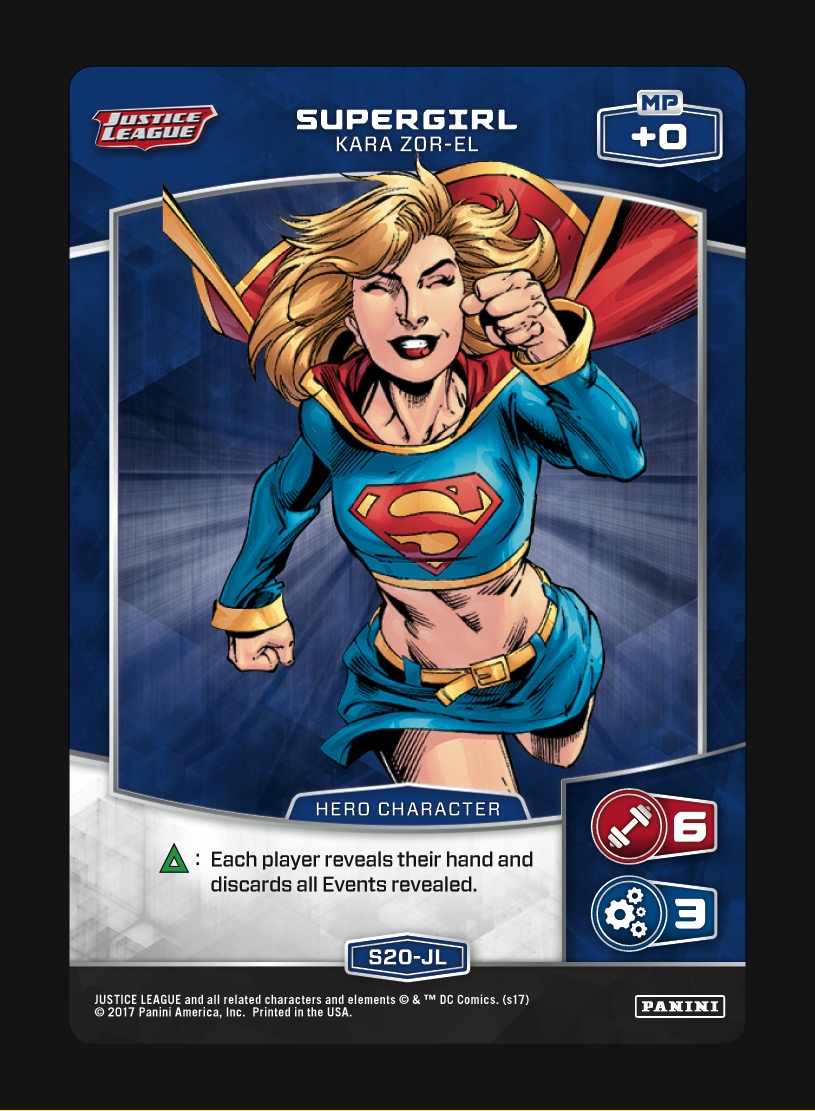 JUSTICE
LEAGUE
SUPERGIRL
KARA ZOR-EL
MP
+0
S
HERO CHARACTER
: Each player reveals their hand and
discards all Events revealed.
6
3
S20-JL
JUSTICE LEAGUE and all related characters and elements © & ™ DC Comics. (s17)
© 2017 Panini America, Inc. Printed in the USA.
PANINI